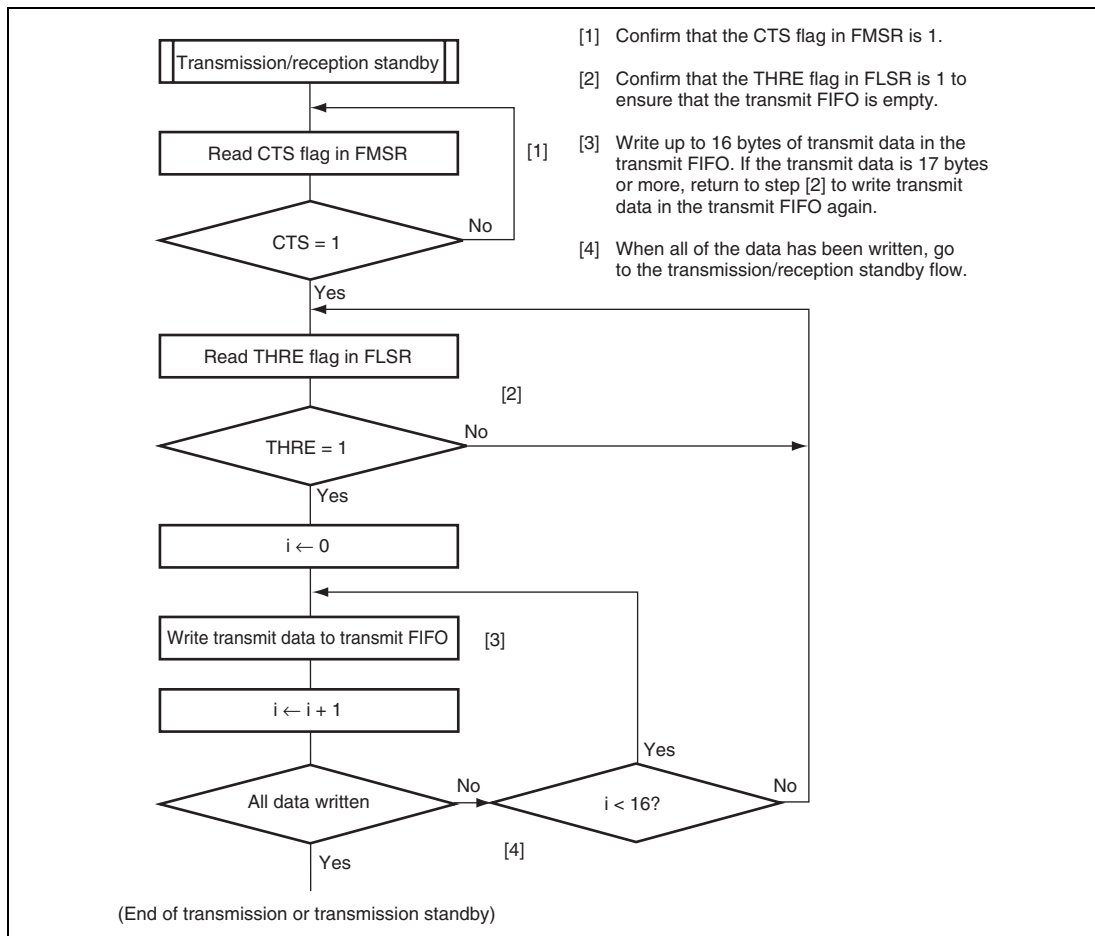 Transmission/reception standby
Read CTS flag in FMSR
[1]
CTS = 1
No
Yes
Read THRE flag in FLSR
[2]
THRE = 1
No
Yes
i ← 0
Write transmit data to transmit FIFO
[3]
i ← i + 1
All data written
No
i < 16?
Yes
No
[4]
Yes
(End of transmission or transmission standby)
[1] Confirm that the CTS flag in FMSR is 1.
[2] Confirm that the THRE flag in FLSR is 1 to
ensure that the transmit FIFO is empty.
[3] Write up to 16 bytes of transmit data in the
transmit FIFO. If the transmit data is 17 bytes
or more, return to step [2] to write transmit
data in the transmit FIFO again.
[4] When all of the data has been written, go
to the transmission/reception standby flow.